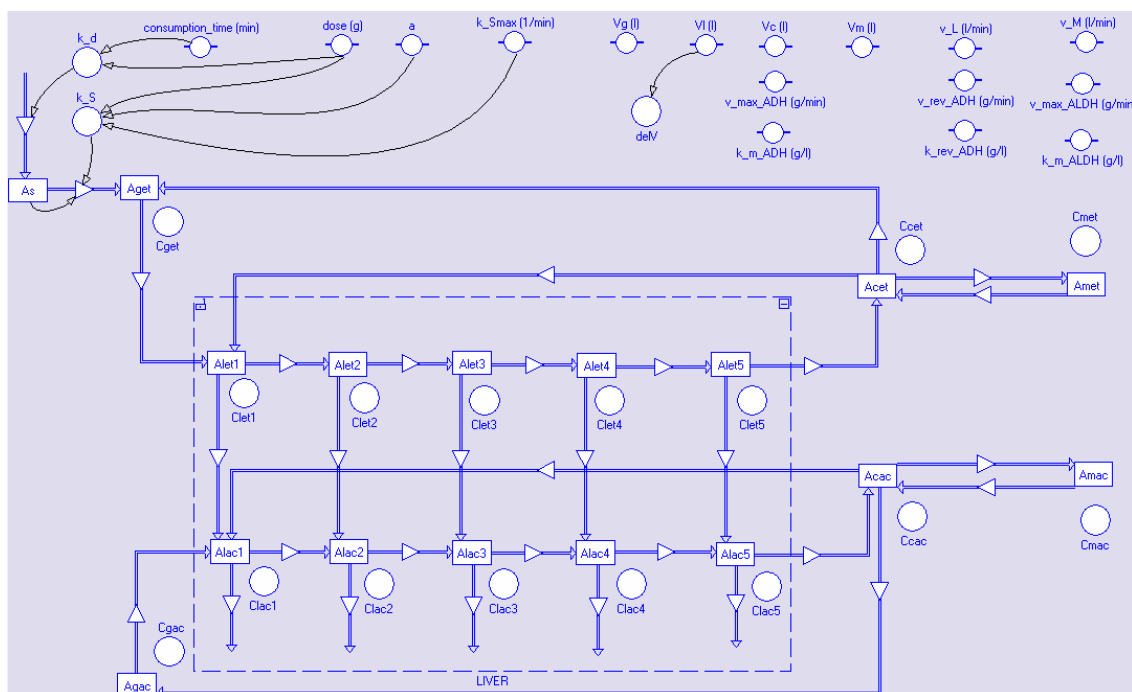 k_d
consumption_time (min)
dose (g)
a
k_Smax (1/min)
Vg (l)
Vl (l)
Vc (l)
Vm (l)
v_L (l/min)
v_M (l/min)
k_S
delV
v_max_ADH (g/min)
v_rev_ADH (g/min)
v_max_ALDH (g/min)
k_m_ADH (g/l)
k_rev_ADH (g/l)
k_m_ALDH (g/l)
As
Aget
Cget
Ccet
Cmet
Acet
Amet
Alet1
Alet2
Alet3
Alet4
Alet5
Clet1
Clet2
Clet3
Clet4
Clet5
Acac
Amac
Ccac
Cmac
Alac1
Alac2
Alac3
Alac4
Alac5
Clac1
Clac2
Clac3
Clac4
Clac5
Cgac
Agac
LIVER